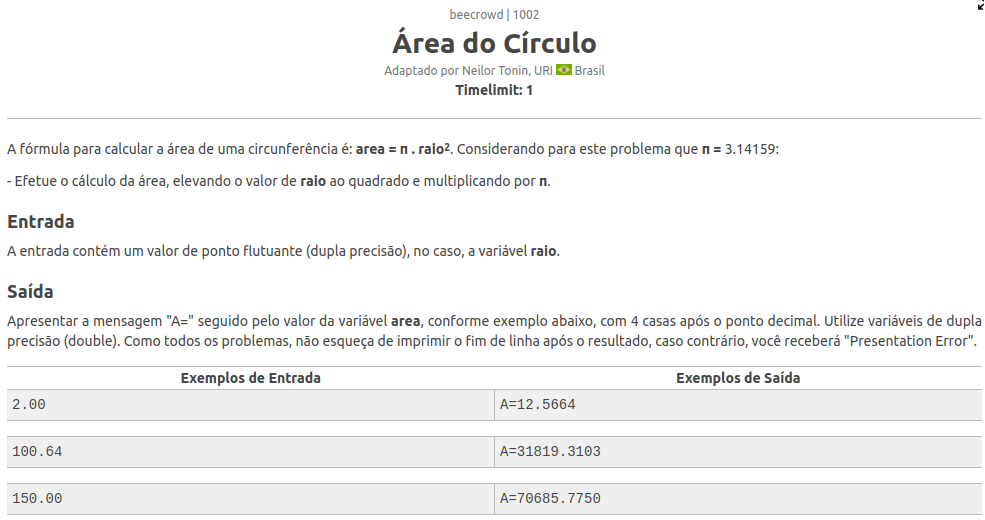 beecrowd | 1002
Área do Círculo
Adaptado por Neilor Tonin, URI Brasil
Timelimit: 1
A fórmula para calcular a área de uma circunferência é: area = π . raio². Considerando para este problema que π = 3.14159:
- Efetue o cálculo da área, elevando o valor de raio ao quadrado e multiplicando por π.
Entrada
A entrada contém um valor de ponto flutuante (dupla precisão), no caso, a variável raio.
Saída
Apresentar a mensagem "A=" seguido pelo valor da variável area, conforme exemplo abaixo, com 4 casas após o ponto decimal. Utilize variáveis de dupla
precisão (double). Como todos os problemas, não esqueça de imprimir o fim de linha após o resultado, caso contrário, você receberá "Presentation Error".
Exemplos de Entrada Exemplos de Saída
2.00 A=12.5664
100.64 A=31819.3103
150.00 A=70685.7750